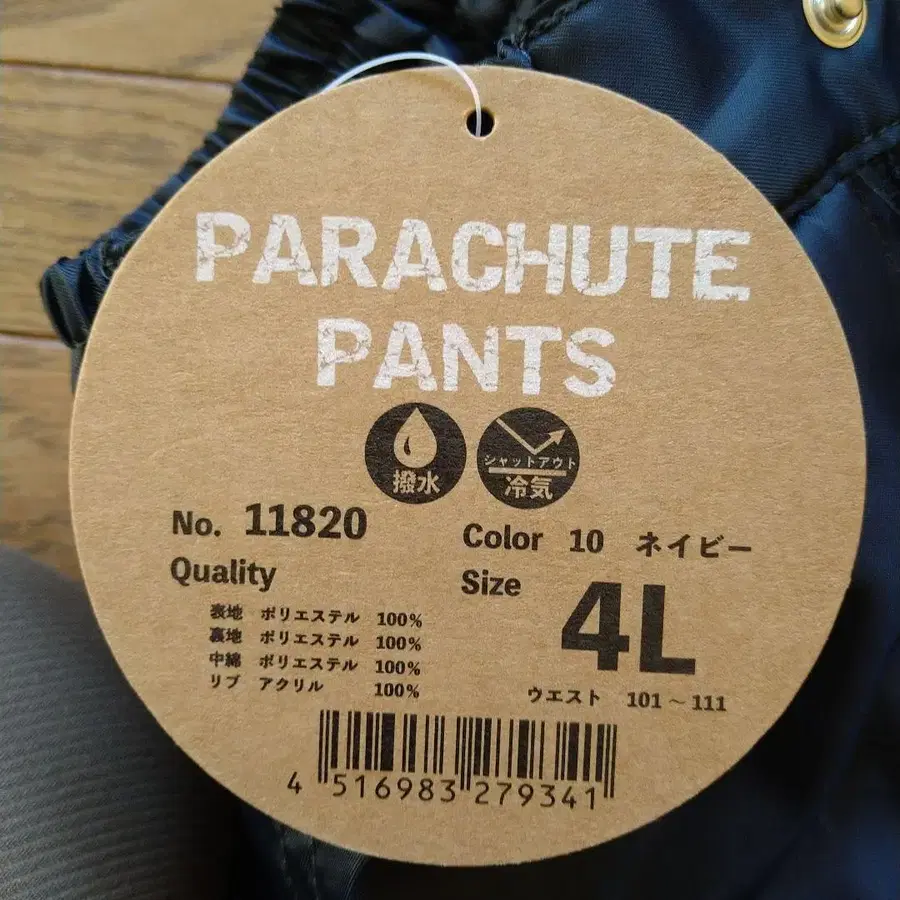 PARACHUTE
PANTS
撥水
シャットアウト
冷気
No. 11820
Color 10 ネイビー
Quality
Size 4L
表地 ポリエステル 100%
裏地 ポリエステル 100%
中綿 ポリエステル 100%
リブ アクリル 100%
ウエスト 101～111
4 516983 279341